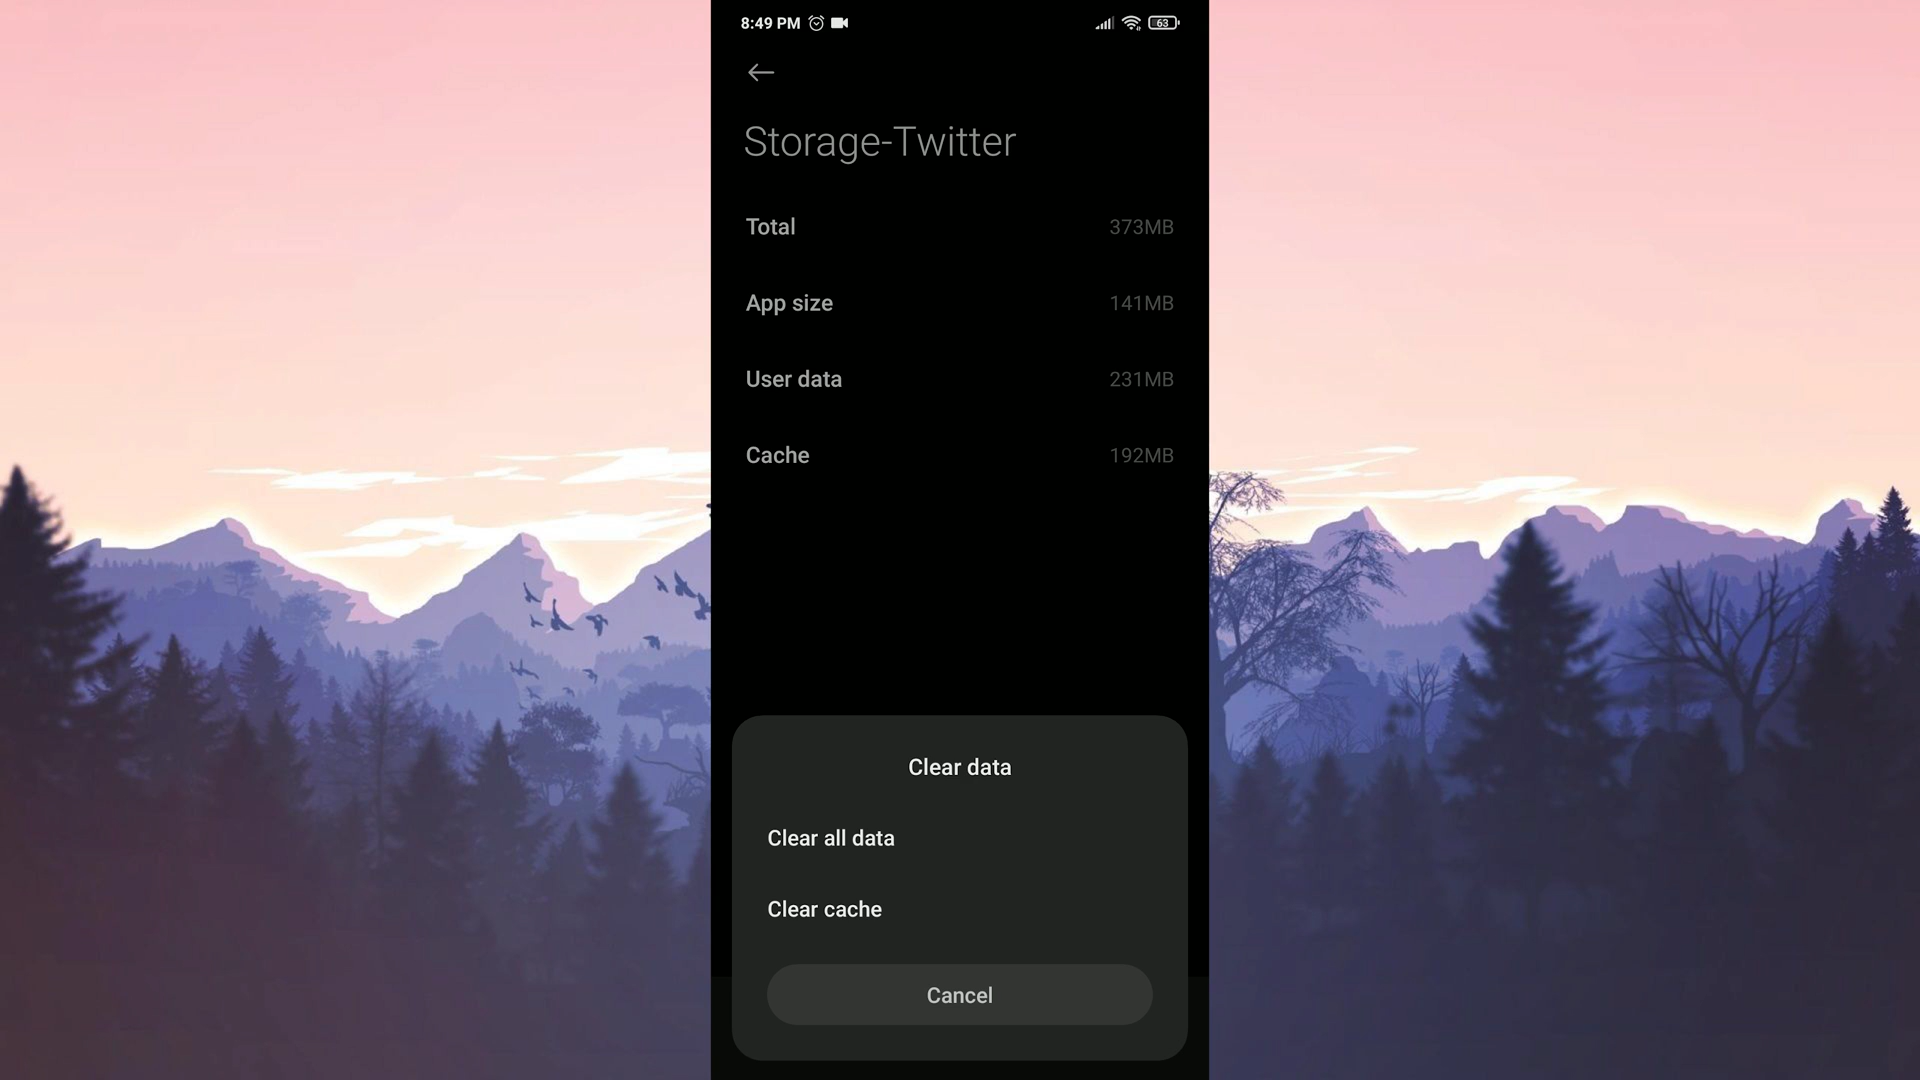 8:49 PM
63
Storage-Twitter
Total 373MB
App size 141MB
User data 231MB
Cache 192MB
Clear data
Clear all data
Clear cache
Cancel